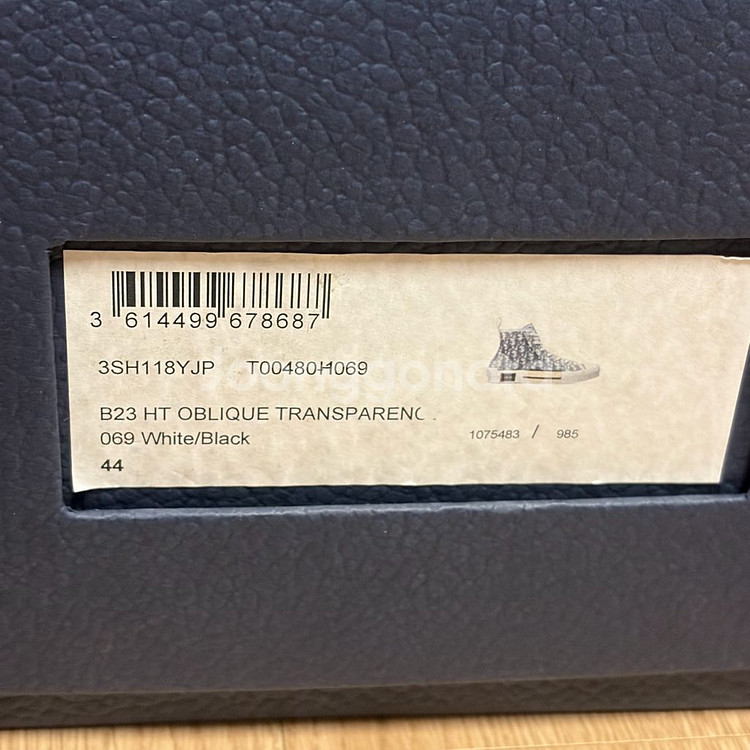 3 614499 678687
3SH118YJP T00480H069
B23 HT OBLIQUE TRANSPARENC
069 White/Black
1075483 / 985
44